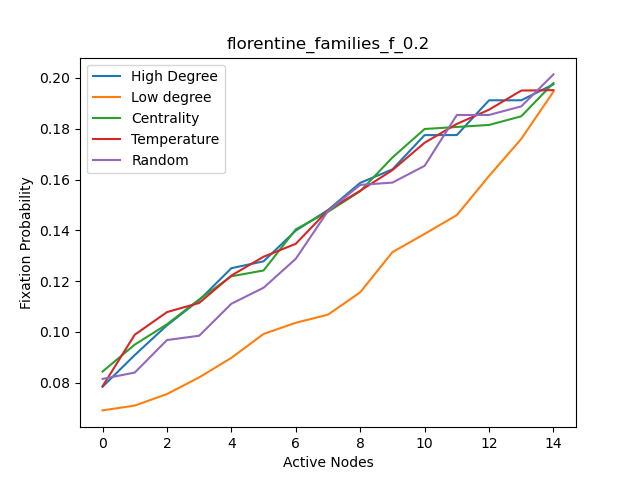 florentine_families_f_0.2
High Degree
Low degree
Centrality
Temperature
Random
Fixation Probability
0.20
0.18
0.16
0.14
0.12
0.10
0.08
0 2 4 6 8 10 12 14
Active Nodes